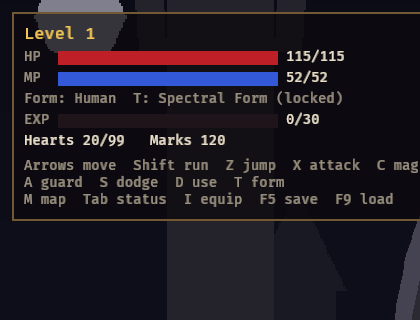 Level 1
HP 115/115
MP 52/52
Form: Human T: Spectral Form (locked)
EXP 0/30
Hearts 20/99 Marks 120
Arrows move Shift run Z jump X attack C mag
A guard S dodge D use T form
M map Tab status I equip F5 save F9 load